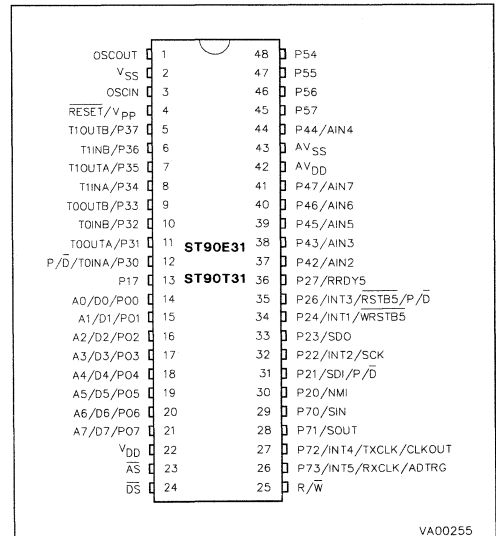 OSCOUT 1 48 P54
VSS 2 47 P55
OSCIN 3 46 P56
RESET/VPP 4 45 P57
T1OUTB/P37 5 44 P44/AIN4
T1INB/P36 6 43 AVSS
T1OUTA/P35 7 42 AVDD
T1INA/P34 8 41 P47/AIN7
T0OUTB/P33 9 40 P46/AIN6
T0INB/P32 10 39 P45/AIN5
T0OUTA/P31 11 ST90E31 38 P43/AIN3
P/D/T0INA/P30 12 37 P42/AIN2
P17 13 ST90T31 36 P27/RRDY5
A0/D0/P00 14 35 P26/INT3/RSTB5/P/D
A1/D1/P01 15 34 P24/INT1/WRSTB5
A2/D2/P02 16 33 P23/SDO
A3/D3/P03 17 32 P22/INT2/SCK
A4/D4/P04 18 31 P21/SDI/P/D
A5/D5/P05 19 30 P20/NMI
A6/D6/P06 20 29 P70/SIN
A7/D7/P07 21 28 P71/SOUT
VDD 22 27 P72/INT4/TXCLK/CLKOUT
AS 23 26 P73/INT5/RXCLK/ADTRG
DS 24 25 R/W
VA00255